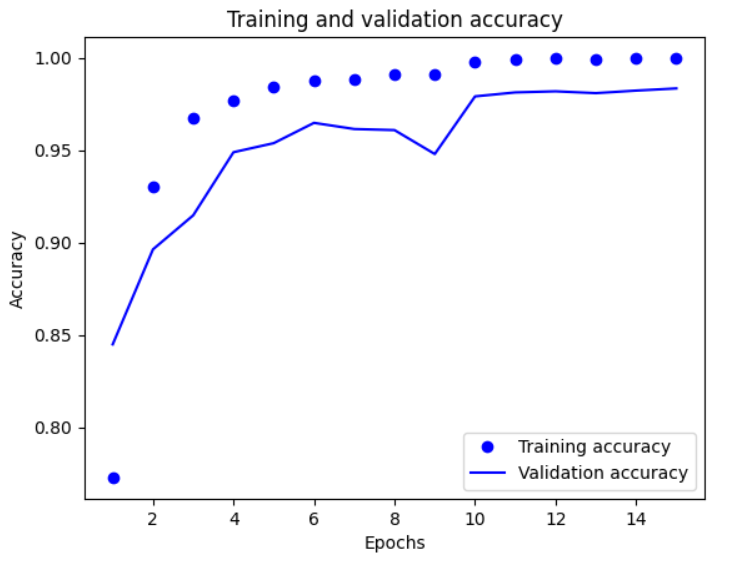 Training and validation accuracy
1.00
0.95
0.90
0.85
0.80
Accuracy
Training accuracy
Validation accuracy
2 4 6 8 10 12 14
Epochs